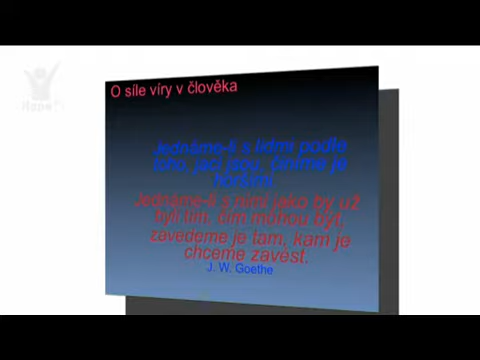 O síle víry v člověka
Jednáme-li s lidmi podle
toho, jací jsou, činíme je
horšími.
Jednáme-li s nimi jako by už
byli tím, čím mohou být,
zavedeme je tam, kam je
chceme zavést.
J. W. Goethe